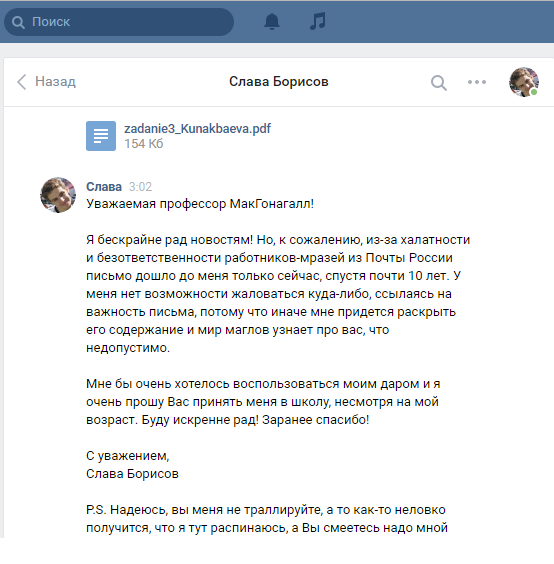 Поиск
Назад
Слава Борисов
zadanie3_Kunakbaeva.pdf
154 Кб
Слава 3:02
Уважаемая профессор МакГонагалл!
Я бескрайне рад новостям! Но, к сожалению, из-за халатности
и безответственности работников-мразей из Почты России
письмо дошло до меня только сейчас, спустя почти 10 лет. У
меня нет возможности жаловаться куда-либо, ссылаясь на
важность письма, потому что иначе мне придется раскрыть
его содержание и мир маглов узнает про вас, что
недопустимо.
Мне бы очень хотелось воспользоваться моим даром и я
очень прошу Вас принять меня в школу, несмотря на мой
возраст. Буду искренне рад! Заранее спасибо!
С уважением,
Слава Борисов
P.S. Надеюсь, вы меня не траллируйте, а то как-то неловко
получится, что я тут распинаюсь, а Вы смеетесь надо мной